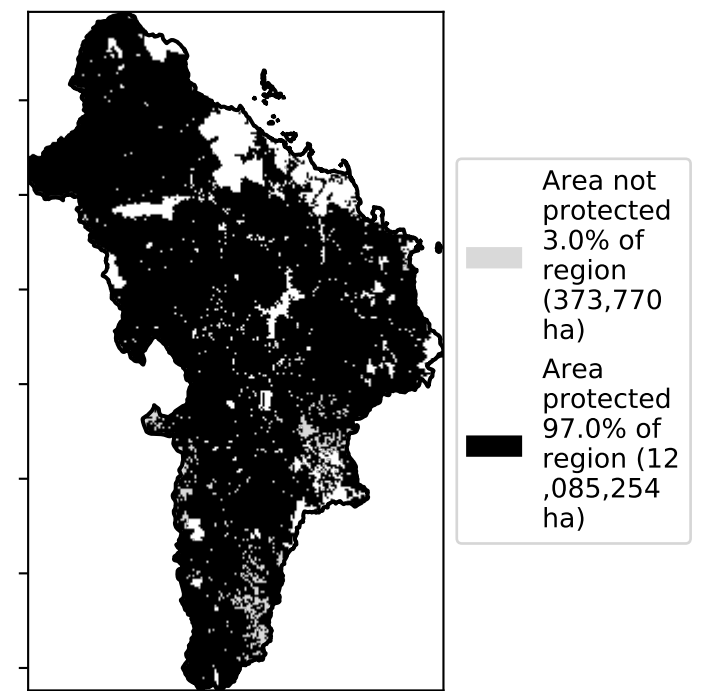 Area not
protected
3.0% of
region
(373,770
ha)
Area
protected
97.0% of
region (12
,085,254
ha)